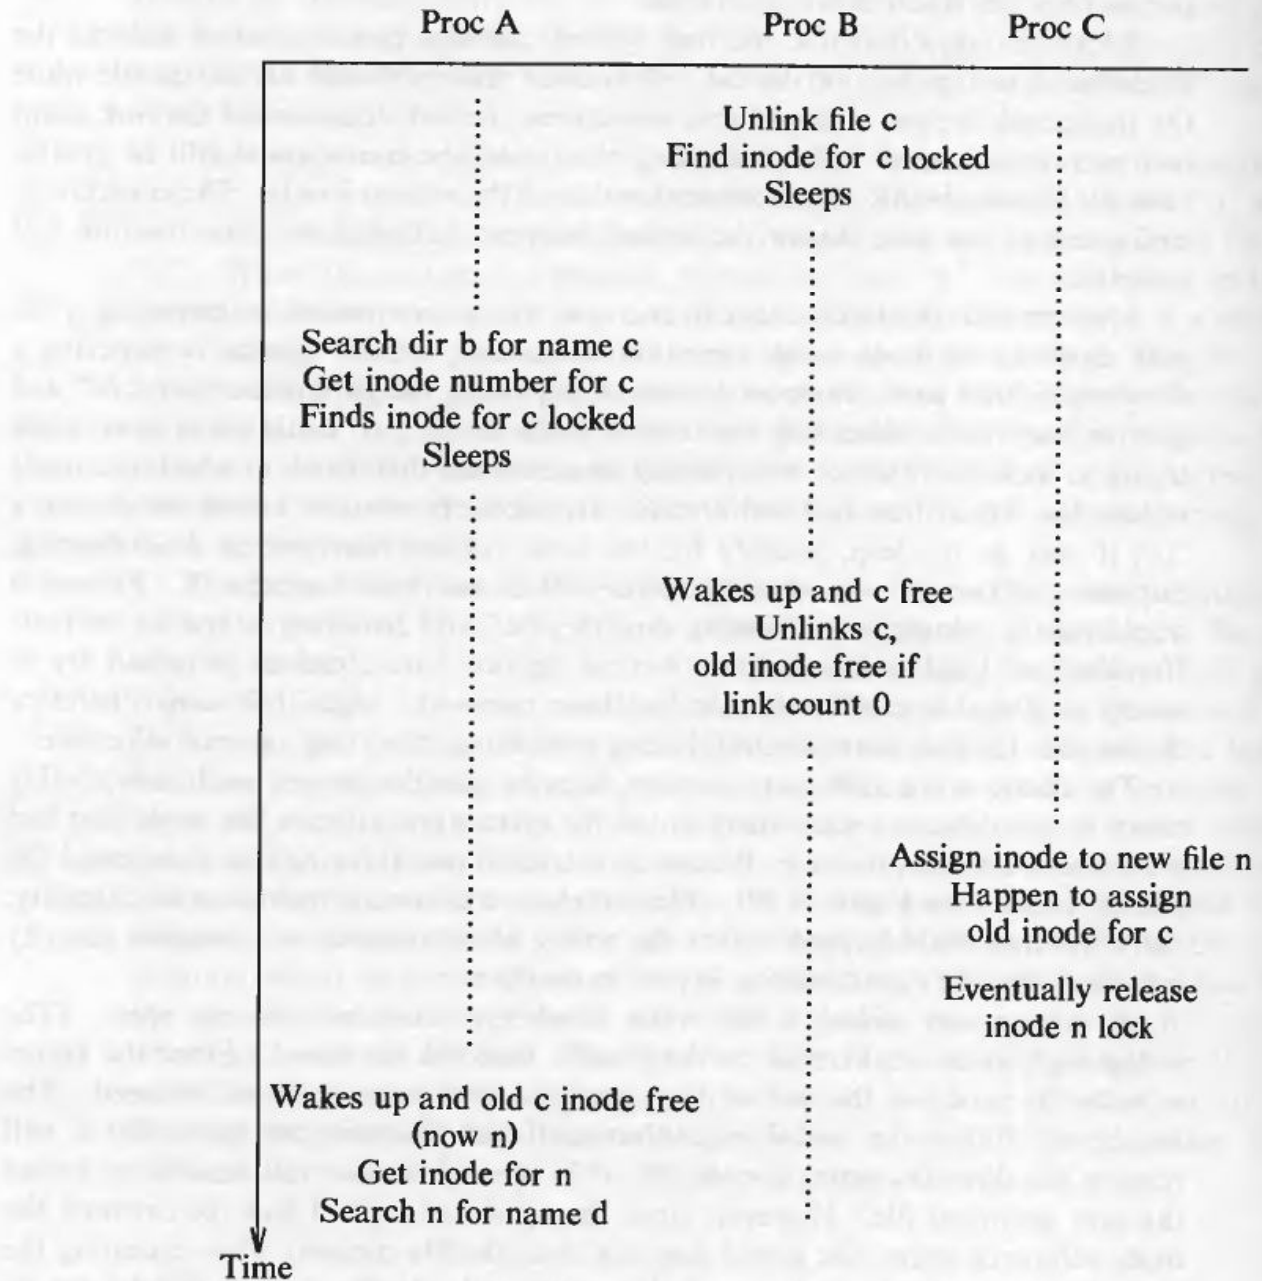 Proc A Proc B Proc C
Unlink file c
Find inode for c locked
Sleeps
Search dir b for name c
Get inode number for c
Finds inode for c locked
Sleeps
Wakes up and c free
Unlinks c,
old inode free if
link count 0
Assign inode to new file n
Happen to assign
old inode for c
Eventually release
inode n lock
Wakes up and old c inode free
(now n)
Get inode for n
Search n for name d
Time